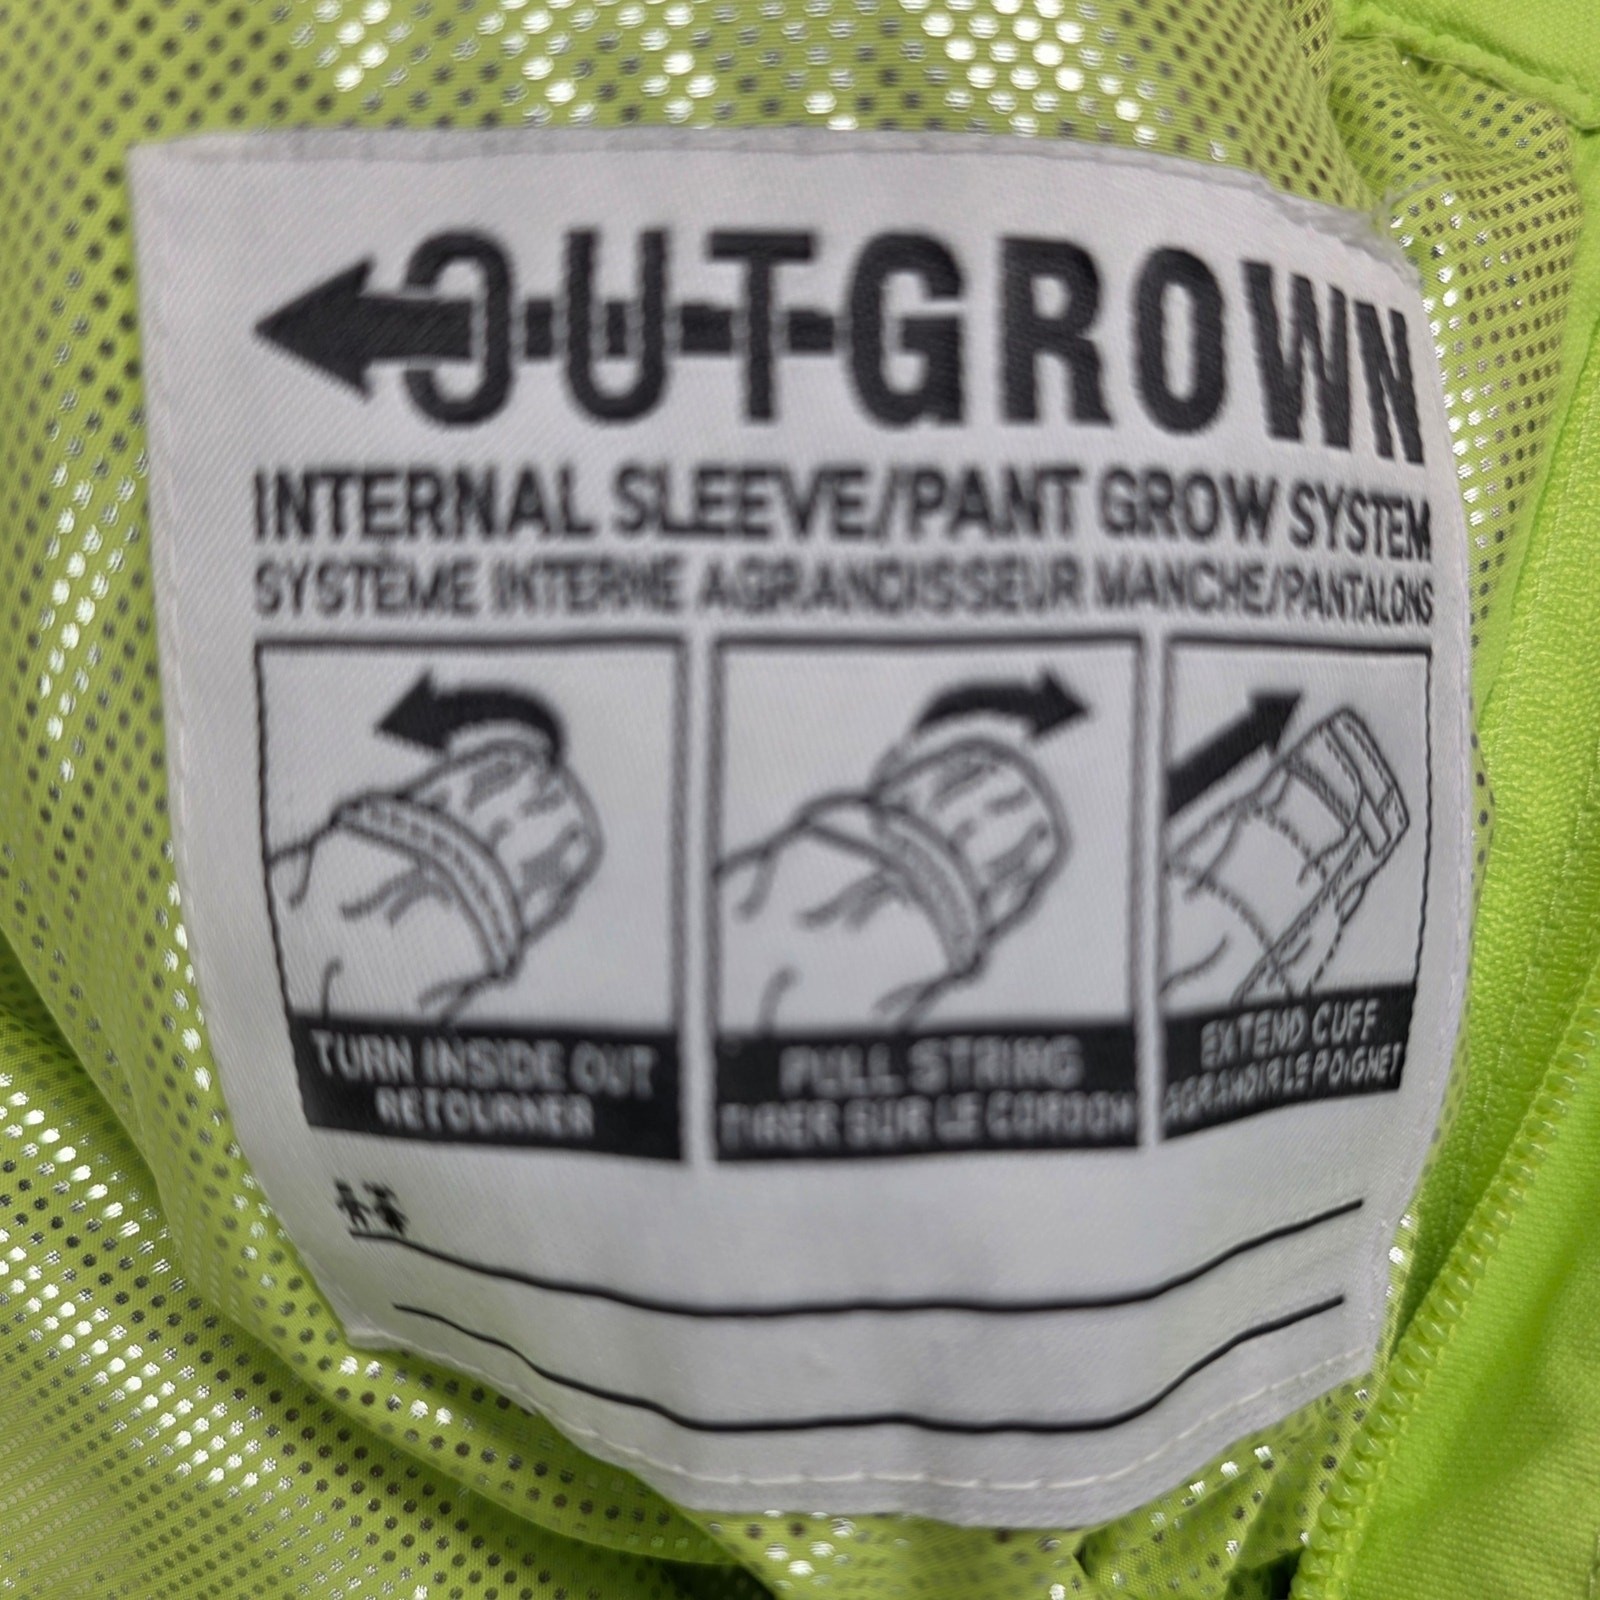 OUTGROWN
INTERNAL SLEEVE/PANT GROW SYSTEM
SYSTÈME INTERNE AGRANDISSEUR MANCHE/PANTALONS
TURN INSIDE OUT
RETOURNER
PULL STRING
TIRER SUR LE CORDON
EXTEND CUFF
AGRANDIR LE POIGNET